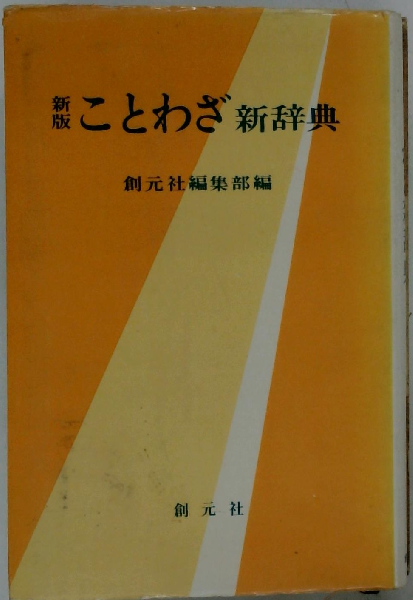 新版 ことわざ 新辞典
創元社編集部編
創元社